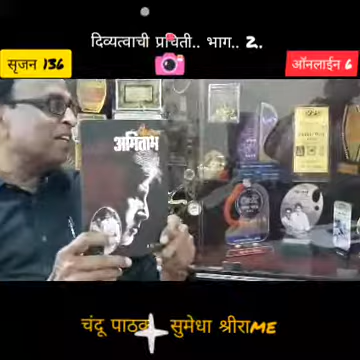 दिव्यत्वाची प्रचिती.. भाग.. 2.
सृजन 136
ऑनलाईन 6
अमिताभ
चंदू पाठक सुमेधा श्रीराME